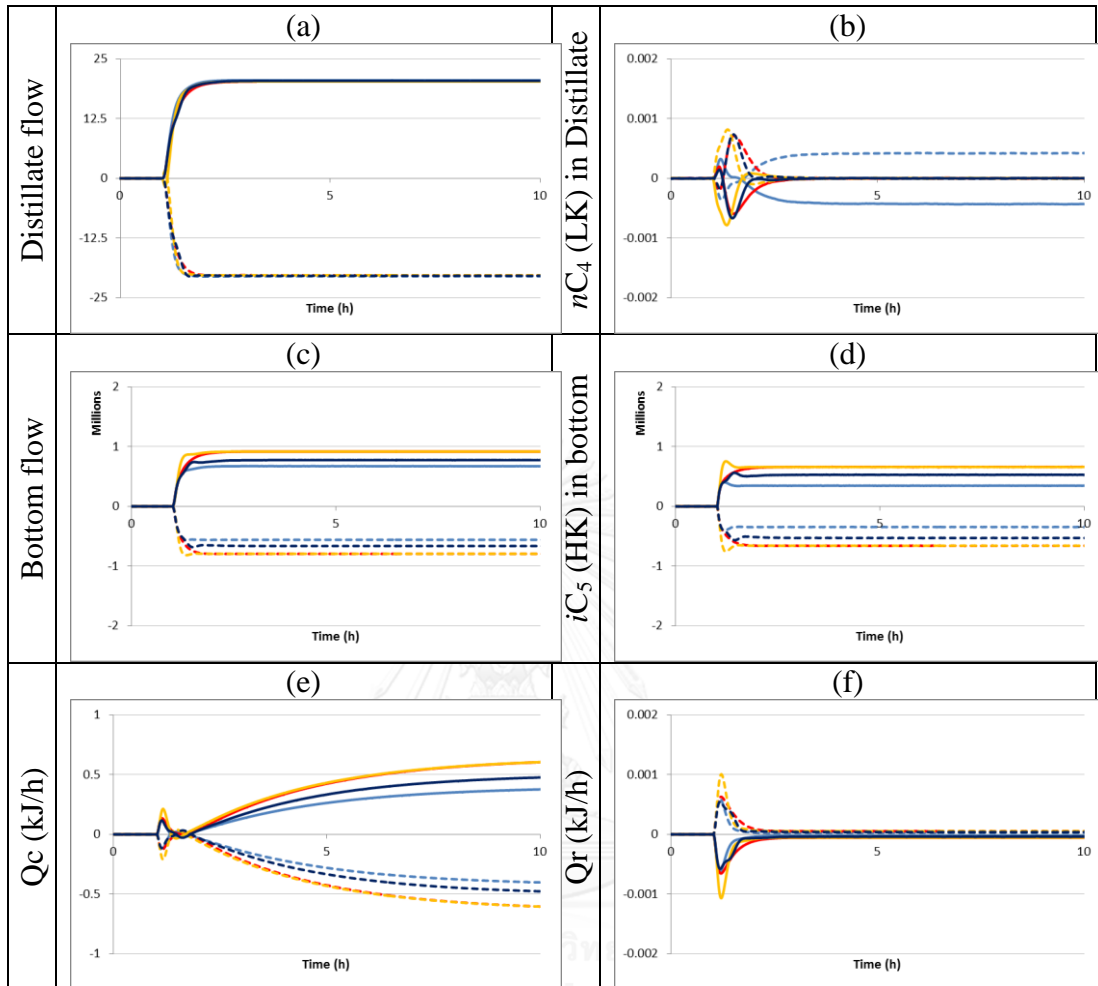 Distillate flow
(a)
25
12.5
0
-12.5
-25
0
5
10
Time (h)
nC4 (LK) in Distillate
(b)
0.002
0.001
0
-0.001
-0.002
0
5
10
Time (h)
Bottom flow
(c)
Millions
2
1
0
-1
-2
0
5
10
Time (h)
iC5 (HK) in bottom
(d)
Millions
2
1
0
-1
-2
0
5
10
Time (h)
Qc (kJ/h)
(e)
1
0.5
0
-0.5
-1
0
5
10
Time (h)
Qr (kJ/h)
(f)
0.002
0.001
0
-0.001
-0.002
0
5
10
Time (h)